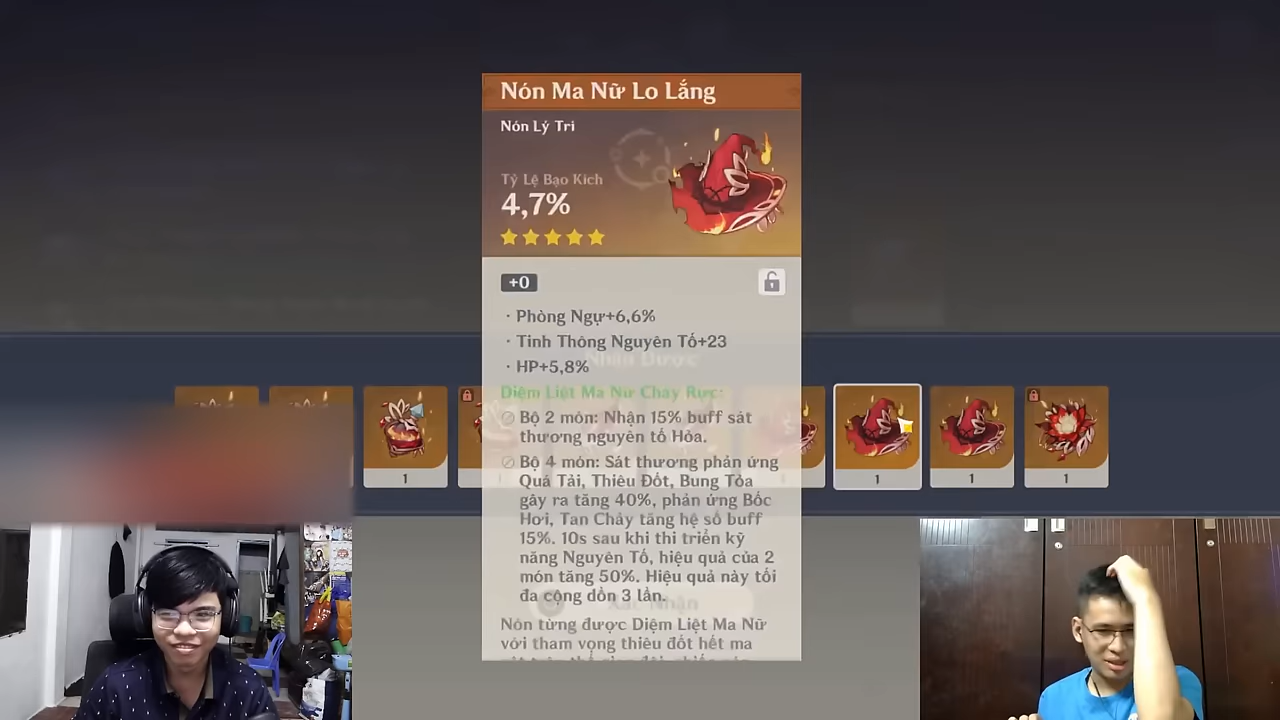 Nón Ma Nữ Lo Lắng
Nón Lý Trí
Tỷ Lệ Bạo Kích
4,7%
+0
· Phòng Ngự+6,6%
· Tinh Thông Nguyên Tố+23
Nhận Được
· HP+5,8%
Diệm Liệt Ma Nữ Cháy Rực:
Bộ 2 món: Nhận 15% buff sát
thương nguyên tố Hỏa.
Bộ 4 món: Sát thương phản ứng
Quá Tải, Thiêu Đốt, Bung Tỏa
gây ra tăng 40%, phản ứng Bốc
Hơi, Tan Chảy tăng hệ số buff
15%. 10s sau khi thi triển kỹ
năng Nguyên Tố, hiệu quả của 2
món tăng 50%. Hiệu quả này tối
đa cộng dồn 3 lần.
Xác Nhận
Nón từng được Diệm Liệt Ma Nữ
với tham vọng thiêu đốt hết ma
1
1
1
1